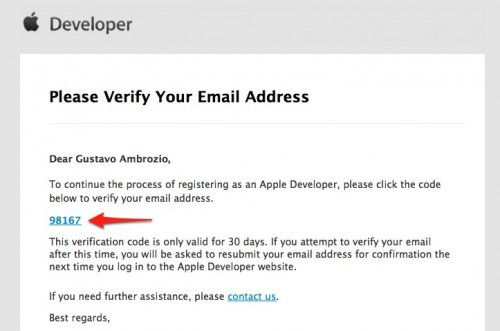 Developer
Please Verify Your Email Address
Dear Gustavo Ambrozio,
To continue the process of registering as an Apple Developer, please click the code
below to verify your email address.
98167
This verification code is only valid for 30 days. If you attempt to verify your email
after this time, you will be asked to resubmit your email address for confirmation the
next time you log in to the Apple Developer website.
If you need further assistance, please contact us.
Best regards,